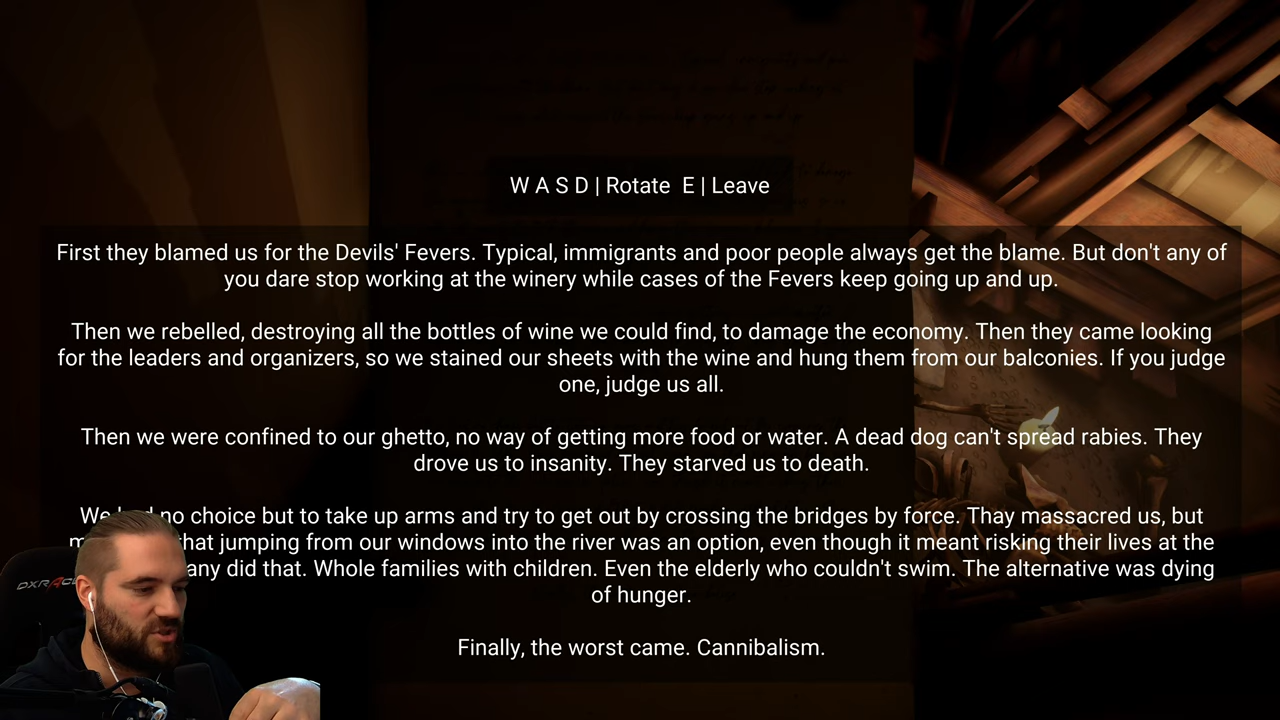 W A S D | Rotate E | Leave
First they blamed us for the Devils' Fevers. Typical, immigrants and poor people always get the blame. But don't any of
you dare stop working at the winery while cases of the Fevers keep going up and up.
Then we rebelled, destroying all the bottles of wine we could find, to damage the economy. Then they came looking
for the leaders and organizers, so we stained our sheets with the wine and hung them from our balconies. If you judge
one, judge us all.
Then we were confined to our ghetto, no way of getting more food or water. A dead dog can't spread rabies. They
drove us to insanity. They starved us to death.
We no choice but to take up arms and try to get out by crossing the bridges by force. Thay massacred us, but
that jumping from our windows into the river was an option, even though it meant risking their lives at the
any did that. Whole families with children. Even the elderly who couldn't swim. The alternative was dying
of hunger.
Finally, the worst came. Cannibalism.